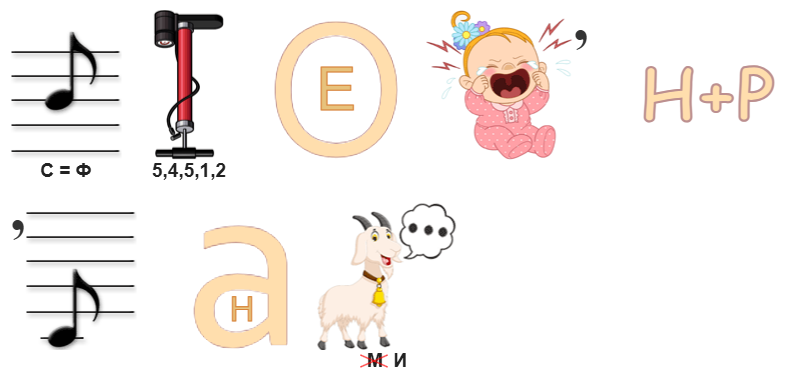 Е , Н+Р
С = Ф 5,4,5,1,2
, а н
М И